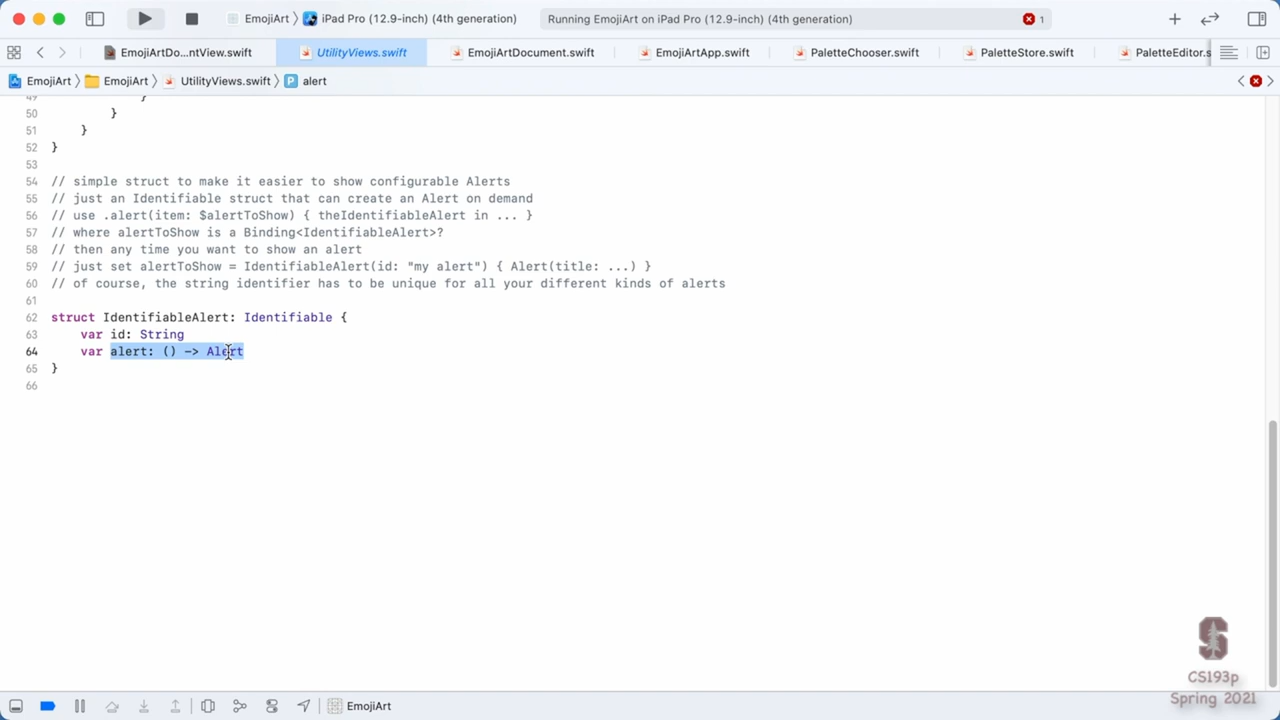 EmojiArt 〉 iPad Pro (12.9-inch) (4th generation)
Running EmojiArt on iPad Pro (12.9-inch) (4th generation)
1
EmojiArtDo...ntView.swift
UtilityViews.swift
EmojiArtDocument.swift
EmojiArtApp.swift
PaletteChooser.swift
PaletteStore.swift
PaletteEditor.s
EmojiArt 〉 EmojiArt 〉 UtilityViews.swift 〉 P alert
49 }
50 }
51 }
52 }
53
54 // simple struct to make it easier to show configurable Alerts
55 // just an Identifiable struct that can create an Alert on demand
56 // use .alert(item: $alertToShow) { theIdentifiableAlert in ... }
57 // where alertToShow is a Binding<IdentifiableAlert>?
58 // then any time you want to show an alert
59 // just set alertToShow = IdentifiableAlert(id: "my alert") { Alert(title: ...) }
60 // of course, the string identifier has to be unique for all your different kinds of alerts
61
62 struct IdentifiableAlert: Identifiable {
63 var id: String
64 var alert: () -> Alert
65 }
66
S
CS193p
Spring 2021
EmojiArt